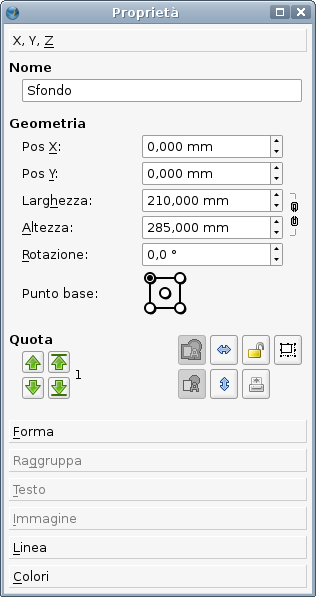 Proprietà
X, Y, Z
Nome
Sfondo
Geometria
Pos X: 0,000 mm
Pos Y: 0,000 mm
Larghezza: 210,000 mm
Altezza: 285,000 mm
Rotazione: 0,0 °
Punto base:
Quota
1
Forma
Raggruppa
Testo
Immagine
Linea
Colori